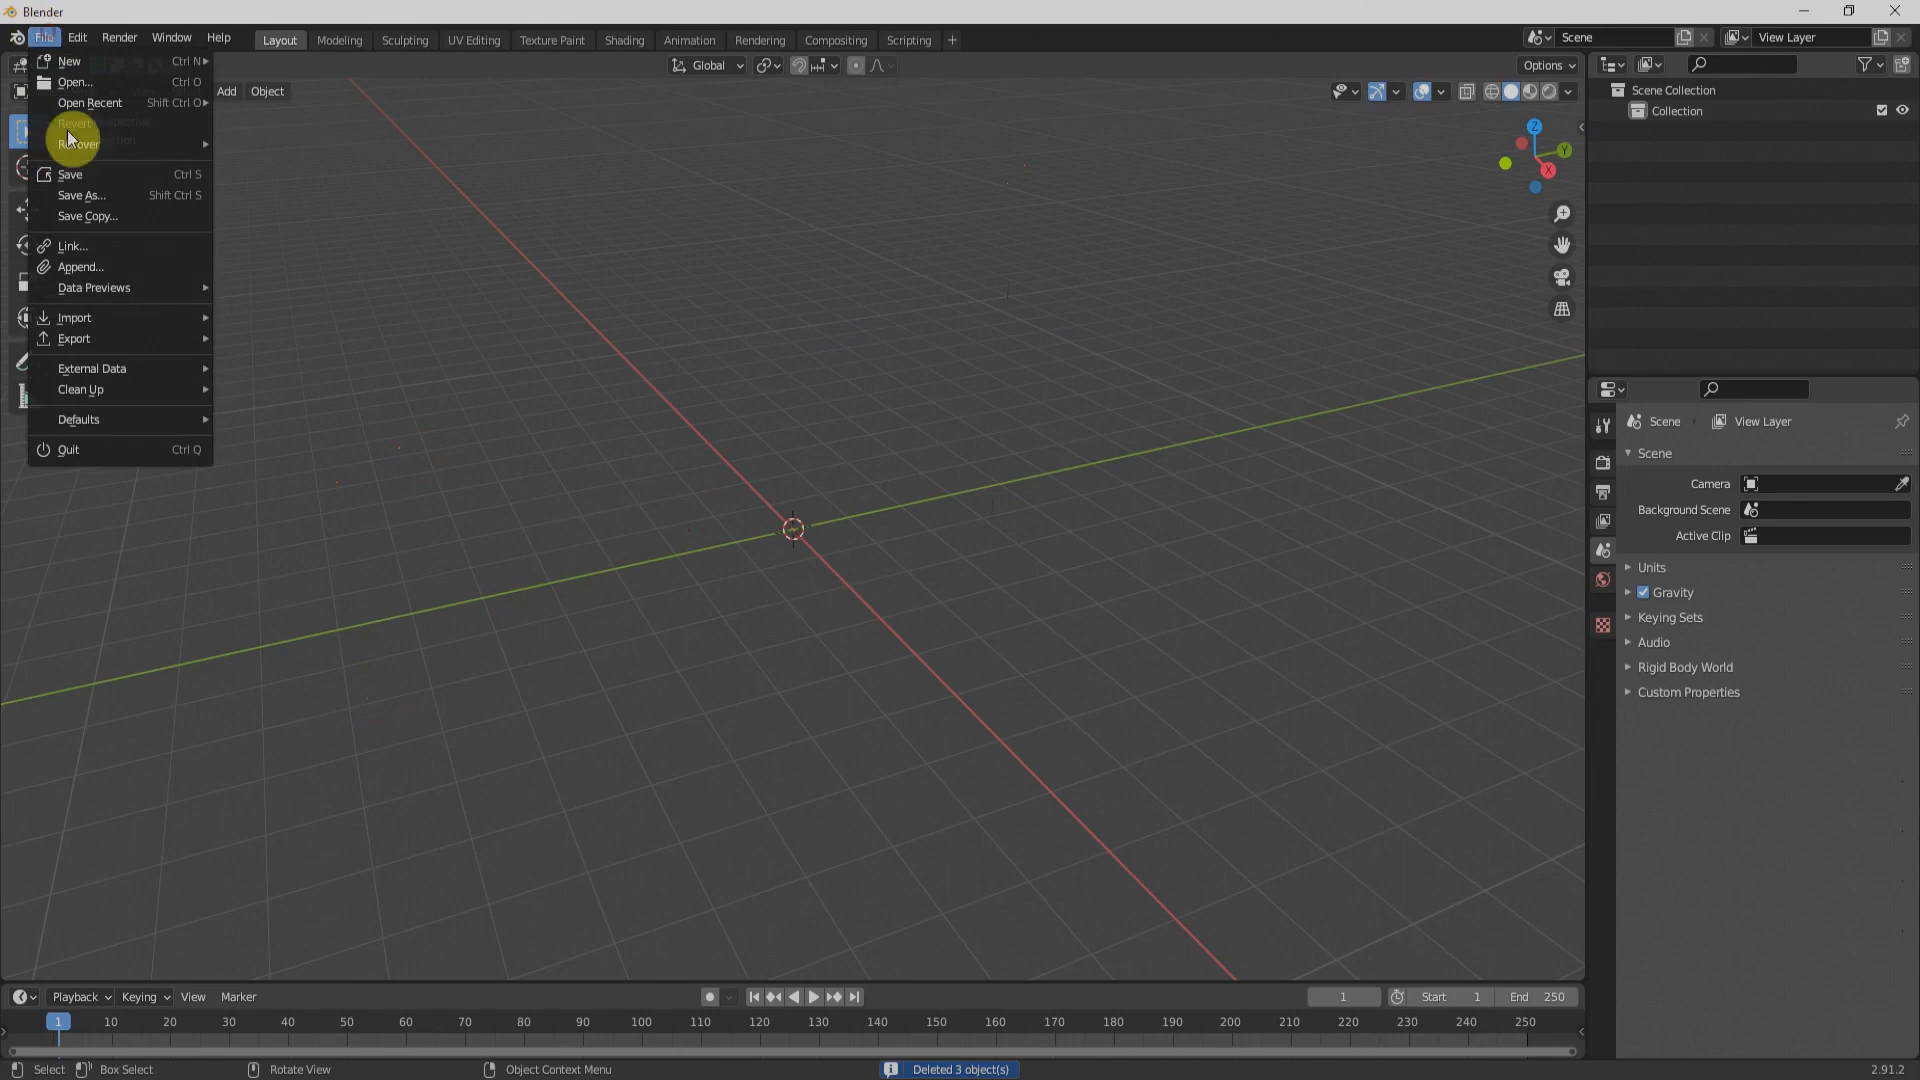 Blender
File Edit Render Window Help Layout Modeling Sculpting UV Editing Texture Paint Shading Animation Rendering Compositing Scripting + Scene View Layer
New Ctrl N
Open... Ctrl O
Open Recent Shift Ctrl O
Revert
Recover
Save Ctrl S
Save As... Shift Ctrl S
Save Copy...
Link...
Append...
Data Previews
Import
Export
External Data
Clean Up
Defaults
Quit Ctrl Q
Global Options
Add Object
Z
Y
X
Scene Collection
Collection
Scene View Layer
Scene
Camera
Background Scene
Active Clip
Units
Gravity
Keying Sets
Audio
Rigid Body World
Custom Properties
Playback Keying View Marker 1 Start 1 End 250
1 10 20 30 40 50 60 70 80 90 100 110 120 130 140 150 160 170 180 190 200 210 220 230 240 250
Select Box Select Rotate View Object Context Menu Deleted 3 object(s) 2.91.2